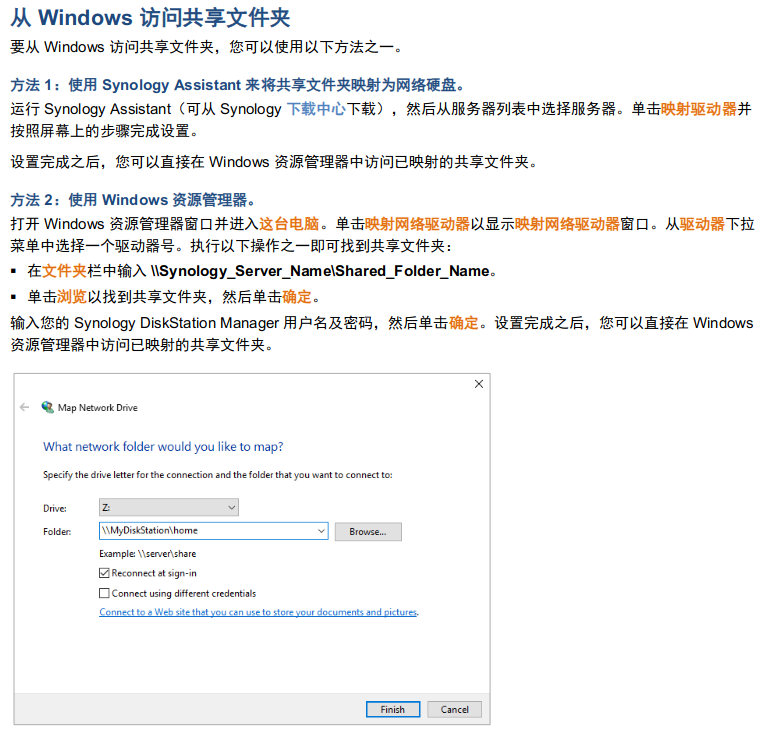 从 Windows 访问共享文件夹
要从 Windows 访问共享文件夹，您可以使用以下方法之一。
方法 1：使用 Synology Assistant 来将共享文件夹映射为网络硬盘。
运行 Synology Assistant（可从 Synology 下载中心下载），然后从服务器列表中选择服务器。单击映射驱动器并
按照屏幕上的步骤完成设置。
设置完成之后，您可以直接在 Windows 资源管理器中访问已映射的共享文件夹。
方法 2：使用 Windows 资源管理器。
打开 Windows 资源管理器窗口并进入这台电脑。单击映射网络驱动器以显示映射网络驱动器窗口。从驱动器下拉
菜单中选择一个驱动器号。执行以下操作之一即可找到共享文件夹：
▪ 在文件夹栏中输入 \\Synology_Server_Name\Shared_Folder_Name。
▪ 单击浏览以找到共享文件夹，然后单击确定。
输入您的 Synology DiskStation Manager 用户名及密码，然后单击确定。设置完成之后，您可以直接在 Windows
资源管理器中访问已映射的共享文件夹。
Map Network Drive
What network folder would you like to map?
Specify the drive letter for the connection and the folder that you want to connect to:
Drive: Z:
Folder: \\MyDiskStation\home Browse...
Example: \\server\share
Reconnect at sign-in
Connect using different credentials
Connect to a Web site that you can use to store your documents and pictures.
Finish Cancel